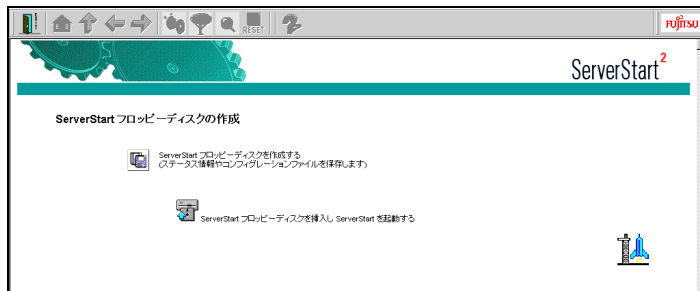 RESET
FUJITSU
ServerStart2
ServerStart フロッピーディスクの作成
ServerStart フロッピーディスクを作成する
(ステータス情報やコンフィグレーションファイルを保存します)
ServerStart フロッピーディスクを挿入し ServerStart を起動する